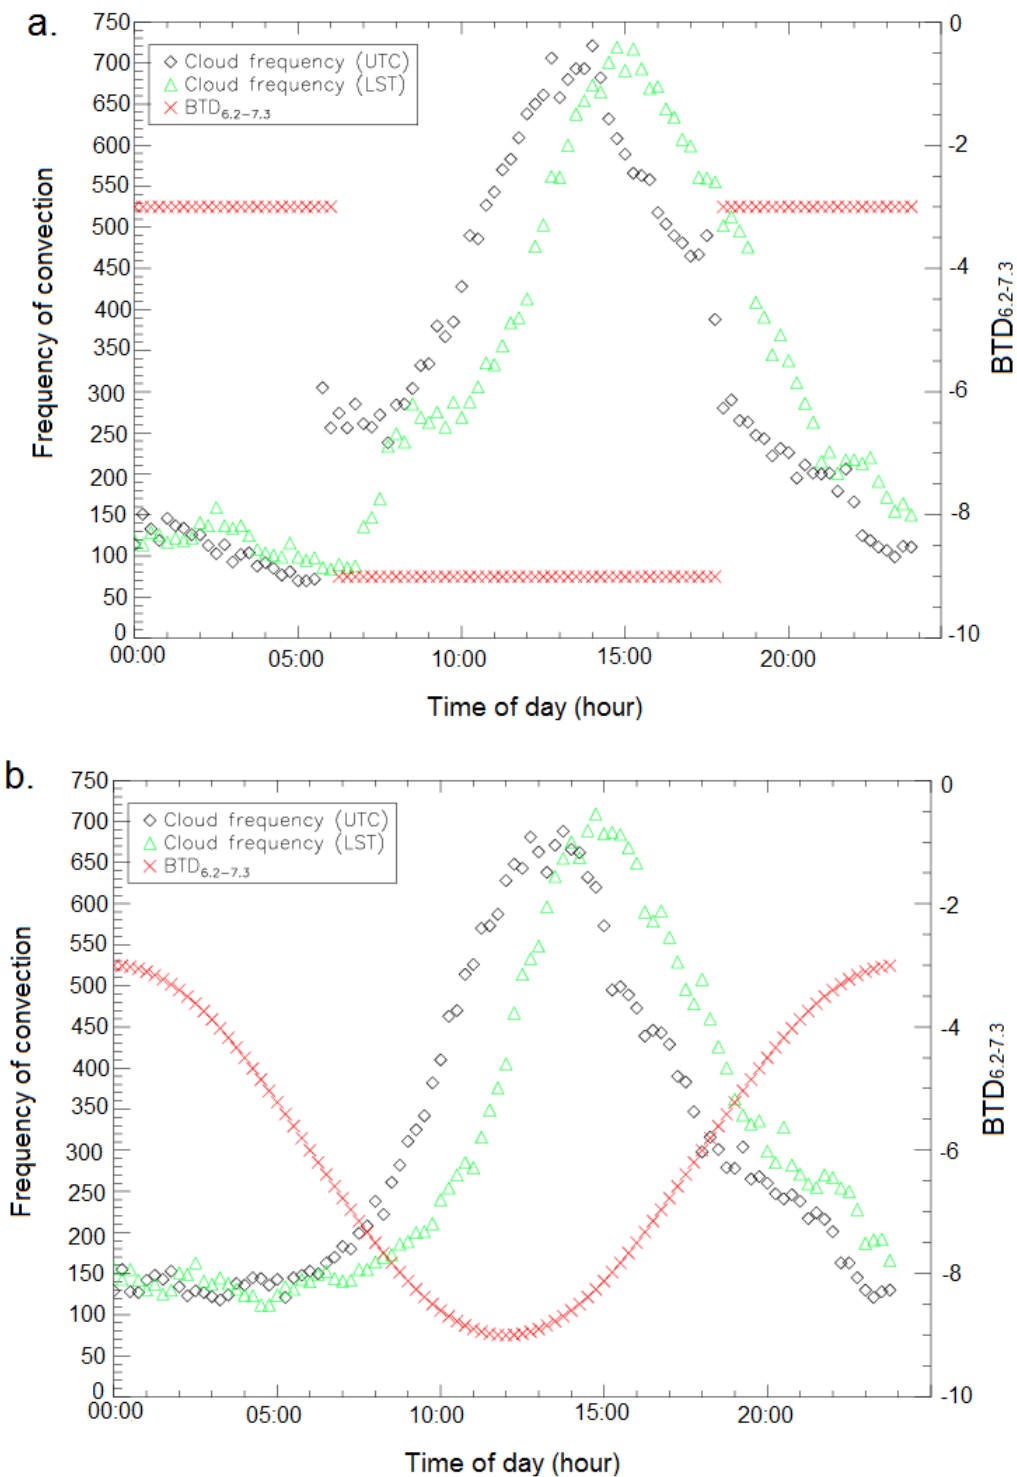 a.
750
700
650
600
550
500
450
400
350
300
250
200
150
100
50
0
Frequency of convection
Cloud frequency (UTC)
Cloud frequency (LST)
BTD6.2-7.3
0
-2
-4
-6
-8
-10
BTD6.2-7.3
00:00 05:00 10:00 15:00 20:00
Time of day (hour)
b.
750
700
650
600
550
500
450
400
350
300
250
200
150
100
50
0
Frequency of convection
Cloud frequency (UTC)
Cloud frequency (LST)
BTD6.2-7.3
0
-2
-4
-6
-8
-10
BTD6.2-7.3
00:00 05:00 10:00 15:00 20:00
Time of day (hour)